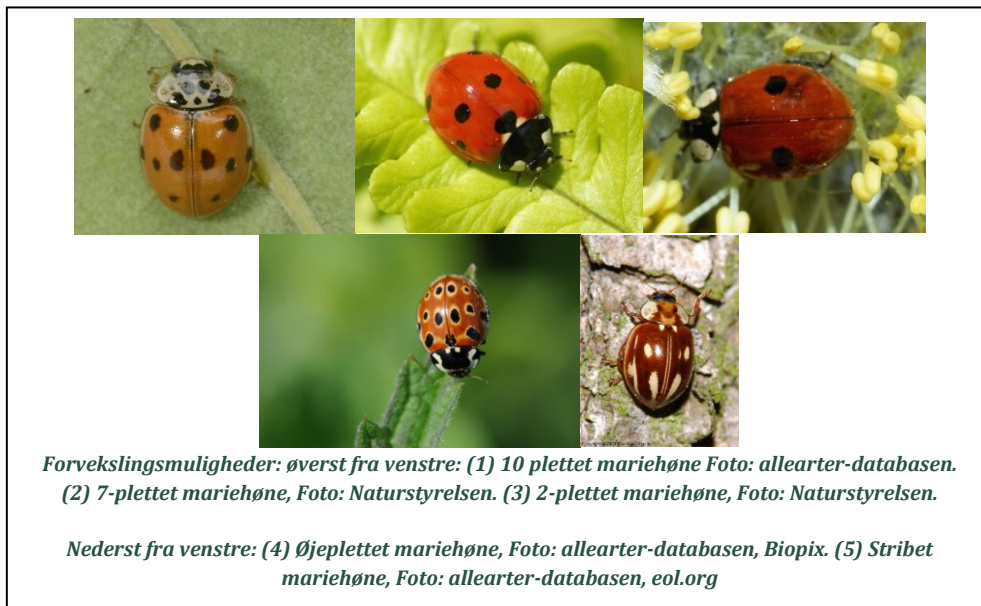 Forvekslingsmuligheder: øverst fra venstre: (1) 10 plettet mariehøne Foto: allearter-databasen.
(2) 7-plettet mariehøne, Foto: Naturstyrelsen. (3) 2-plettet mariehøne, Foto: Naturstyrelsen.
Nederst fra venstre: (4) Øjeplettet mariehøne, Foto: allearter-databasen, Biopix. (5) Stribet
mariehøne, Foto: allearter-databasen, eol.org